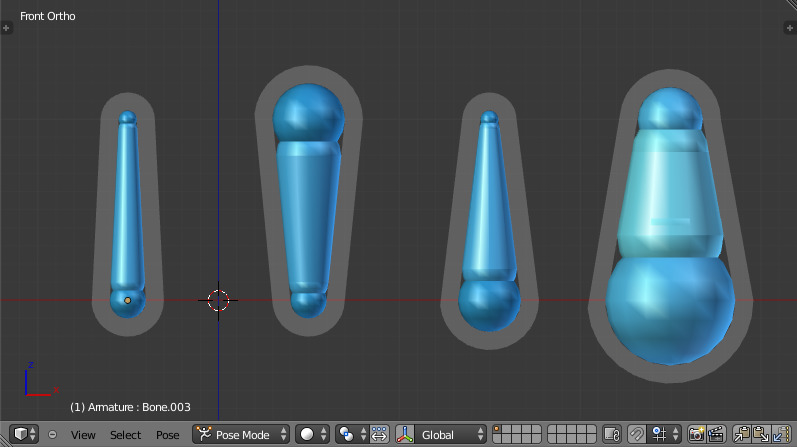 Front Ortho
z
x
(1) Armature : Bone.003
View Select Pose Pose Mode Global